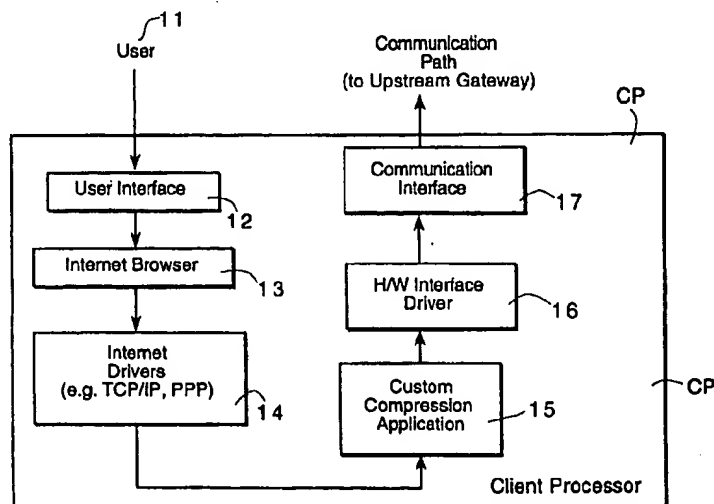 11
User
Communication
Path
(to Upstream Gateway)
CP
User Interface
12
Internet Browser
13
Internet
Drivers
(e.g. TCP/IP, PPP)
14
Communication
Interface
17
H/W Interface
Driver
16
Custom
Compression
Application
15
CP
Client Processor